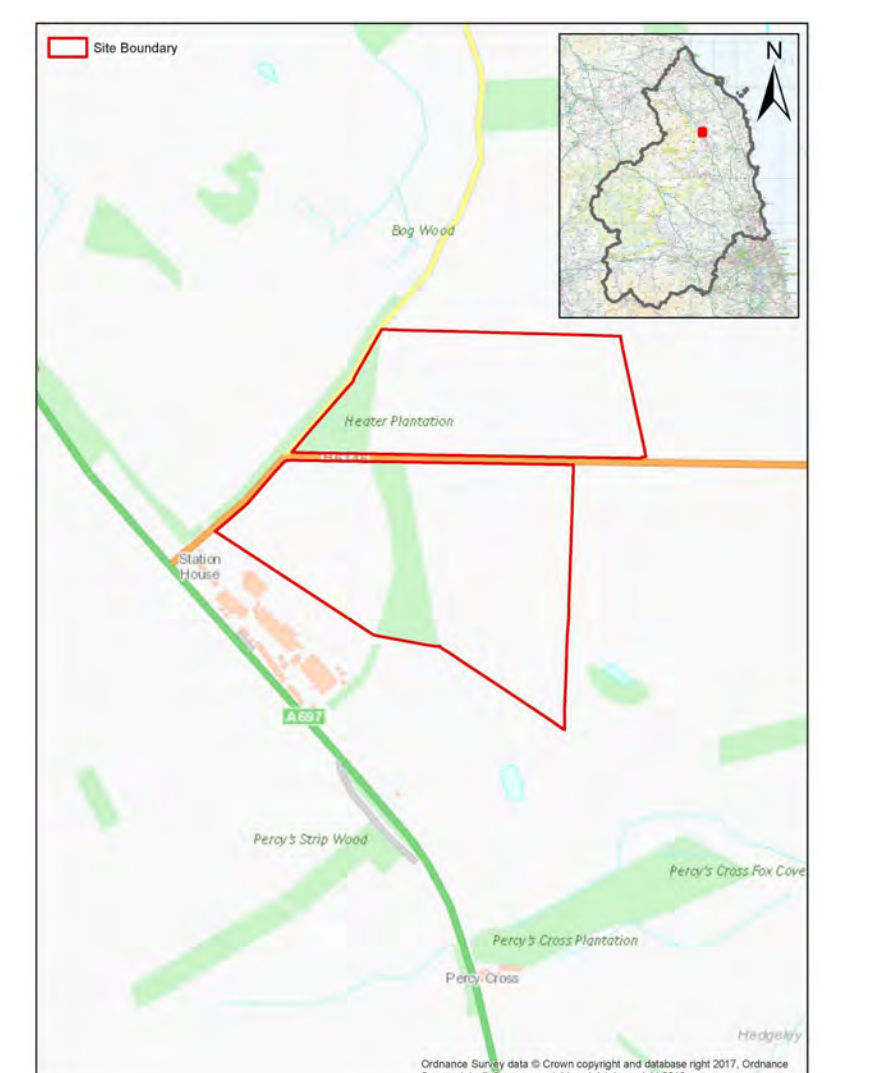 Site Boundary
N
Bog Wood
Heater Plantation
Station
House
A697
Percy's Strip Wood
Percy's Cross Fox Cove
Percy's Cross Plantation
Percy Cross
Hedgeley
Ordnance Survey data © Crown copyright and database right 2017, Ordnance